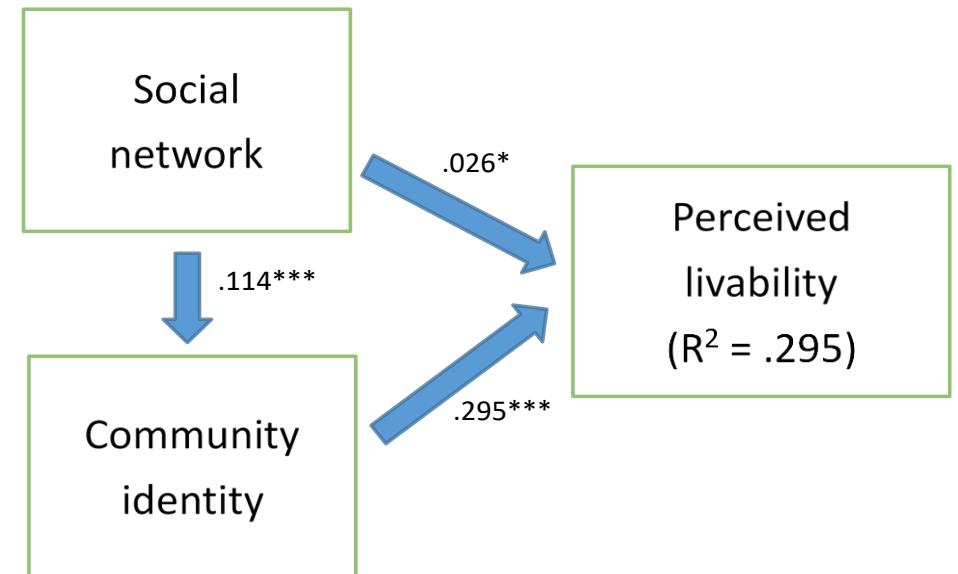 Social
network
.026*
Perceived
livability
(R² = .295)
.114***
.295***
Community
identity